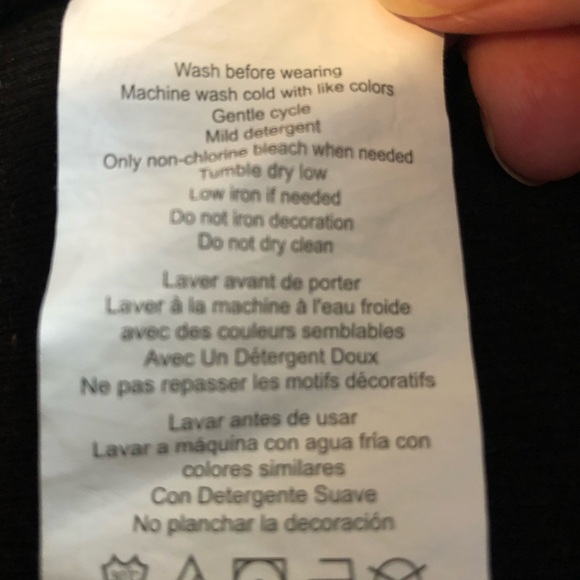 Wash before wearing
Machine wash cold with like colors
Gentle cycle
Mild detergent
Only non-chlorine bleach when needed
Tumble dry low
Low iron if needed
Do not iron decoration
Do not dry clean
Laver avant de porter
Laver à la machine à l'eau froide
avec des couleurs semblables
Avec Un Détergent Doux
Ne pas repasser les motifs décoratifs
Lavar antes de usar
Lavar a máquina con agua fría con
colores similares
Con Detergente Suave
No planchar la decoración